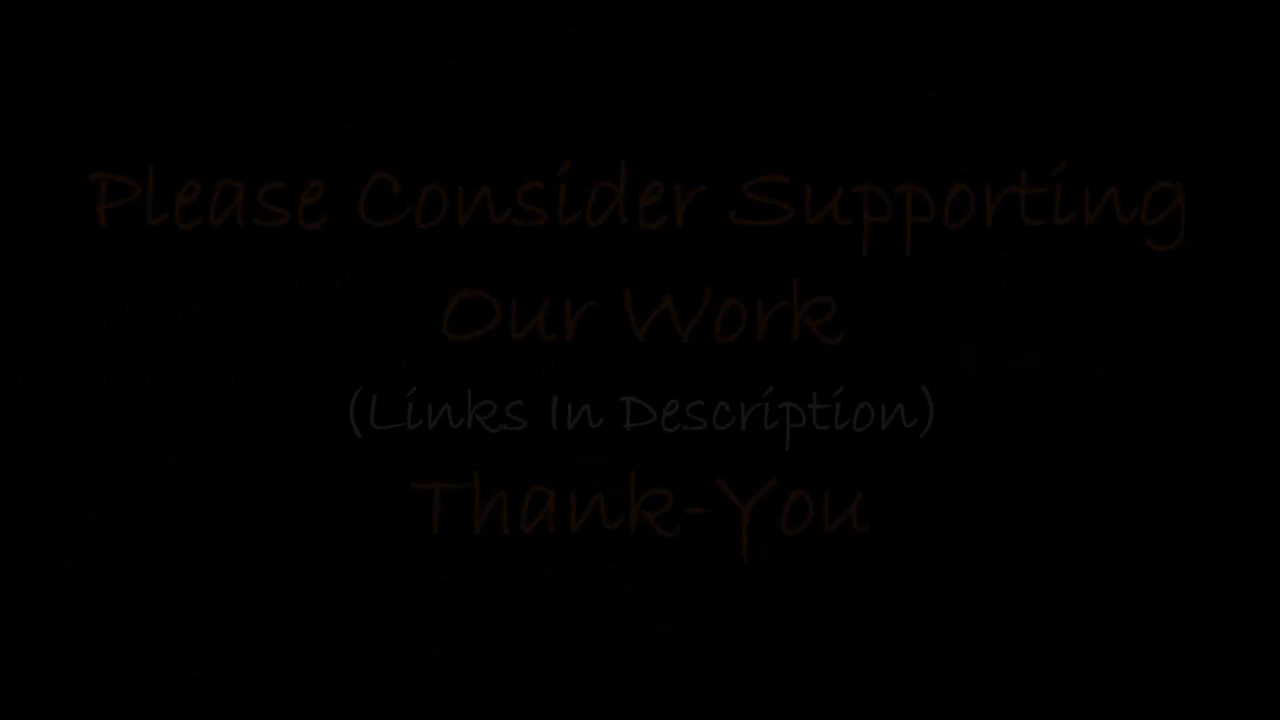 Please Consider Supporting
Our Work
(Links In Description)
Thank-You